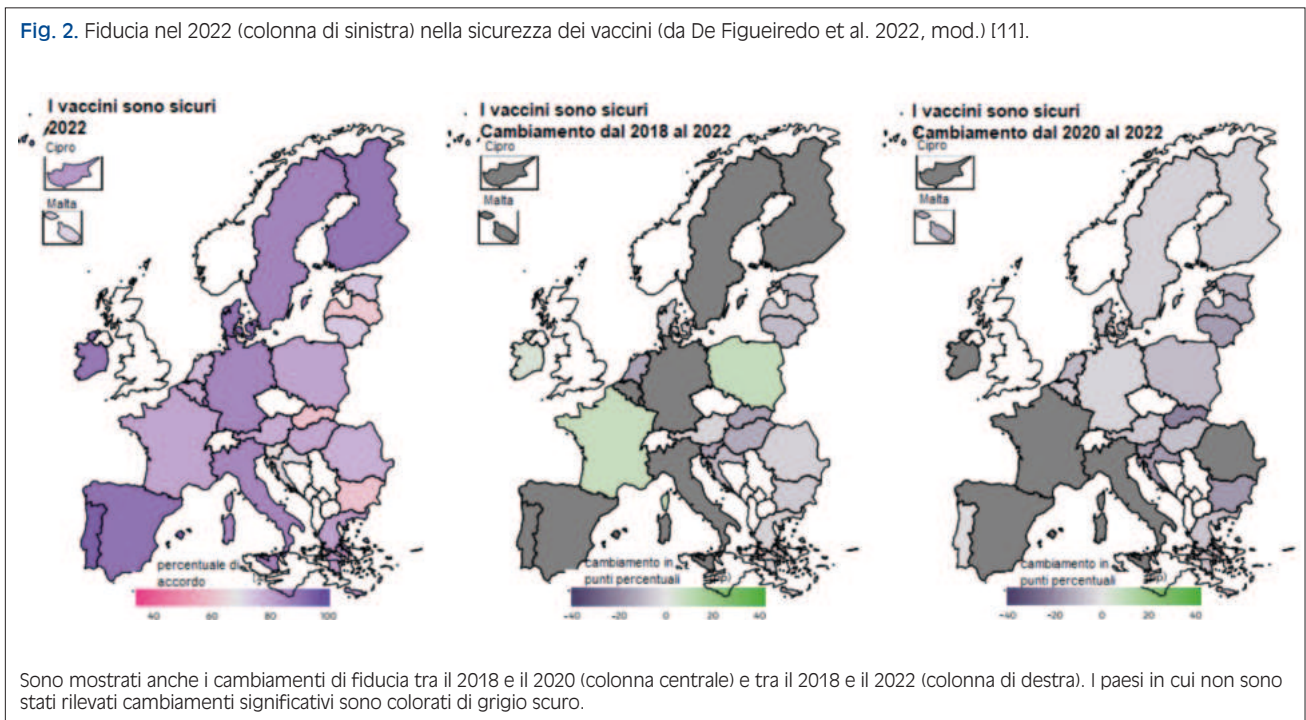 Fig. 2. Fiducia nel 2022 (colonna di sinistra) nella sicurezza dei vaccini (da De Figueiredo et al. 2022, mod.) [11].
I vaccini sono sicuri
2022
Cipro
Malta
percentuale di
accordo
40 60 80 100
I vaccini sono sicuri
Cambiamento dal 2018 al 2022
Cipro
Malta
cambiamento in
punti percentuali
-40 -20 0 20 40
I vaccini sono sicuri
Cambiamento dal 2020 al 2022
Cipro
Malta
cambiamento in
punti percentuali
-40 -20 0 20 40
Sono mostrati anche i cambiamenti di fiducia tra il 2018 e il 2020 (colonna centrale) e tra il 2018 e il 2022 (colonna di destra). I paesi in cui non sono
stati rilevati cambiamenti significativi sono colorati di grigio scuro.